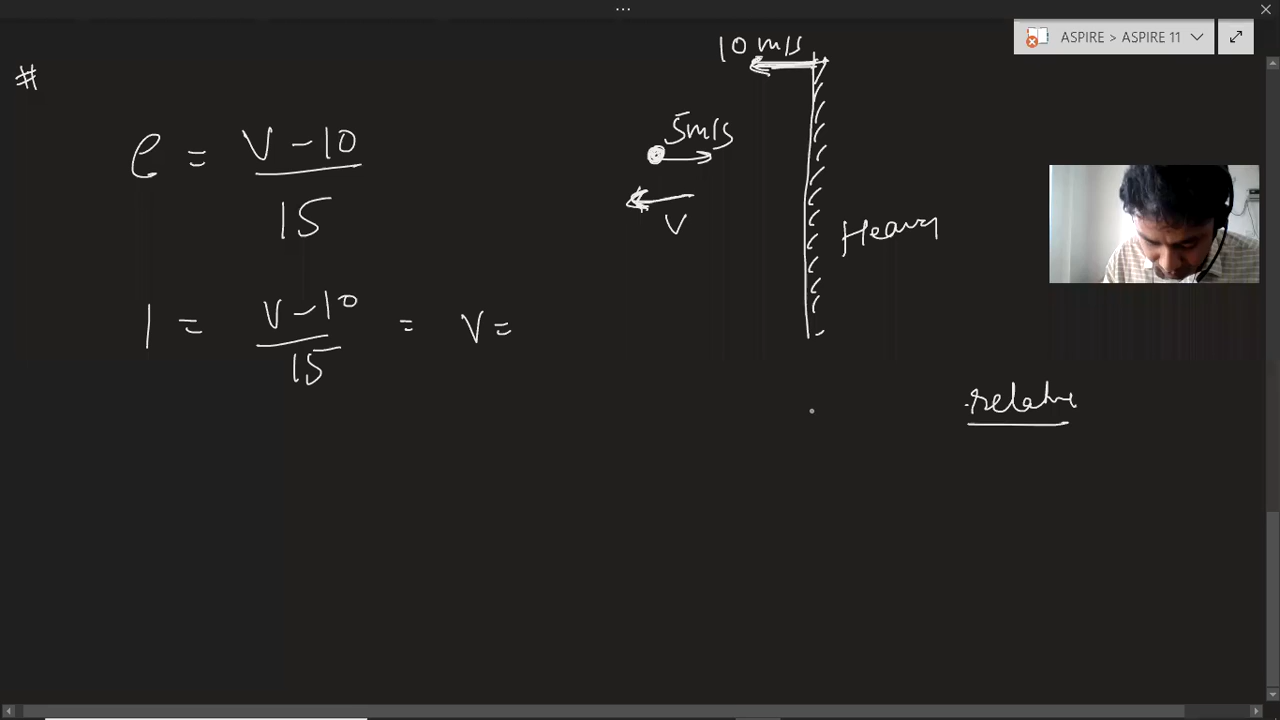 ASPIRE > ASPIRE 11
#
10 m/s
5m/s
e = V - 10 / 15
V
Heavy
1 = V - 10 / 15 = V =
relative